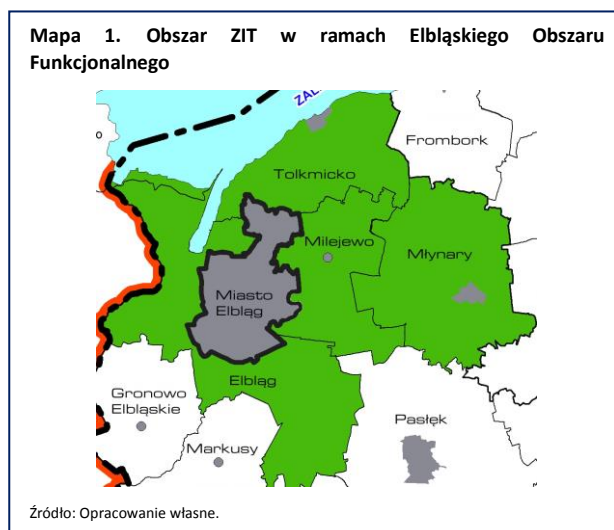 Mapa 1. Obszar ZIT w ramach Elbląskiego Obszaru
Funkcjonalnego
ZAL
Frombork
Tolkmicko
Milejewo
Młynary
Miasto
Elbląg
Elbląg
Gronowo
Elbląskie
Pasłęk
Markusy
Źródło: Opracowanie własne.